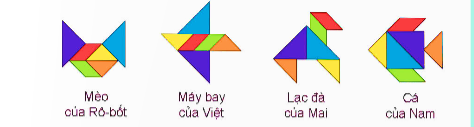 Mèo
của Rô-bốt
Máy bay
của Việt
Lạc đà
của Mai
Cá
của Nam